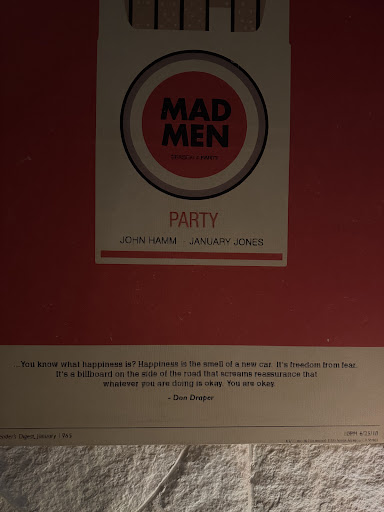 MAD
MEN
PARTY
JOHN HAMM JANUARY JONES
...You know what happiness is? Happiness is the smell of a new car. It's freedom from fear.
It's a billboard on the side of the road that screams reassurance that
whatever you are doing is okay. You are okay.
- Don Draper
Digest, January